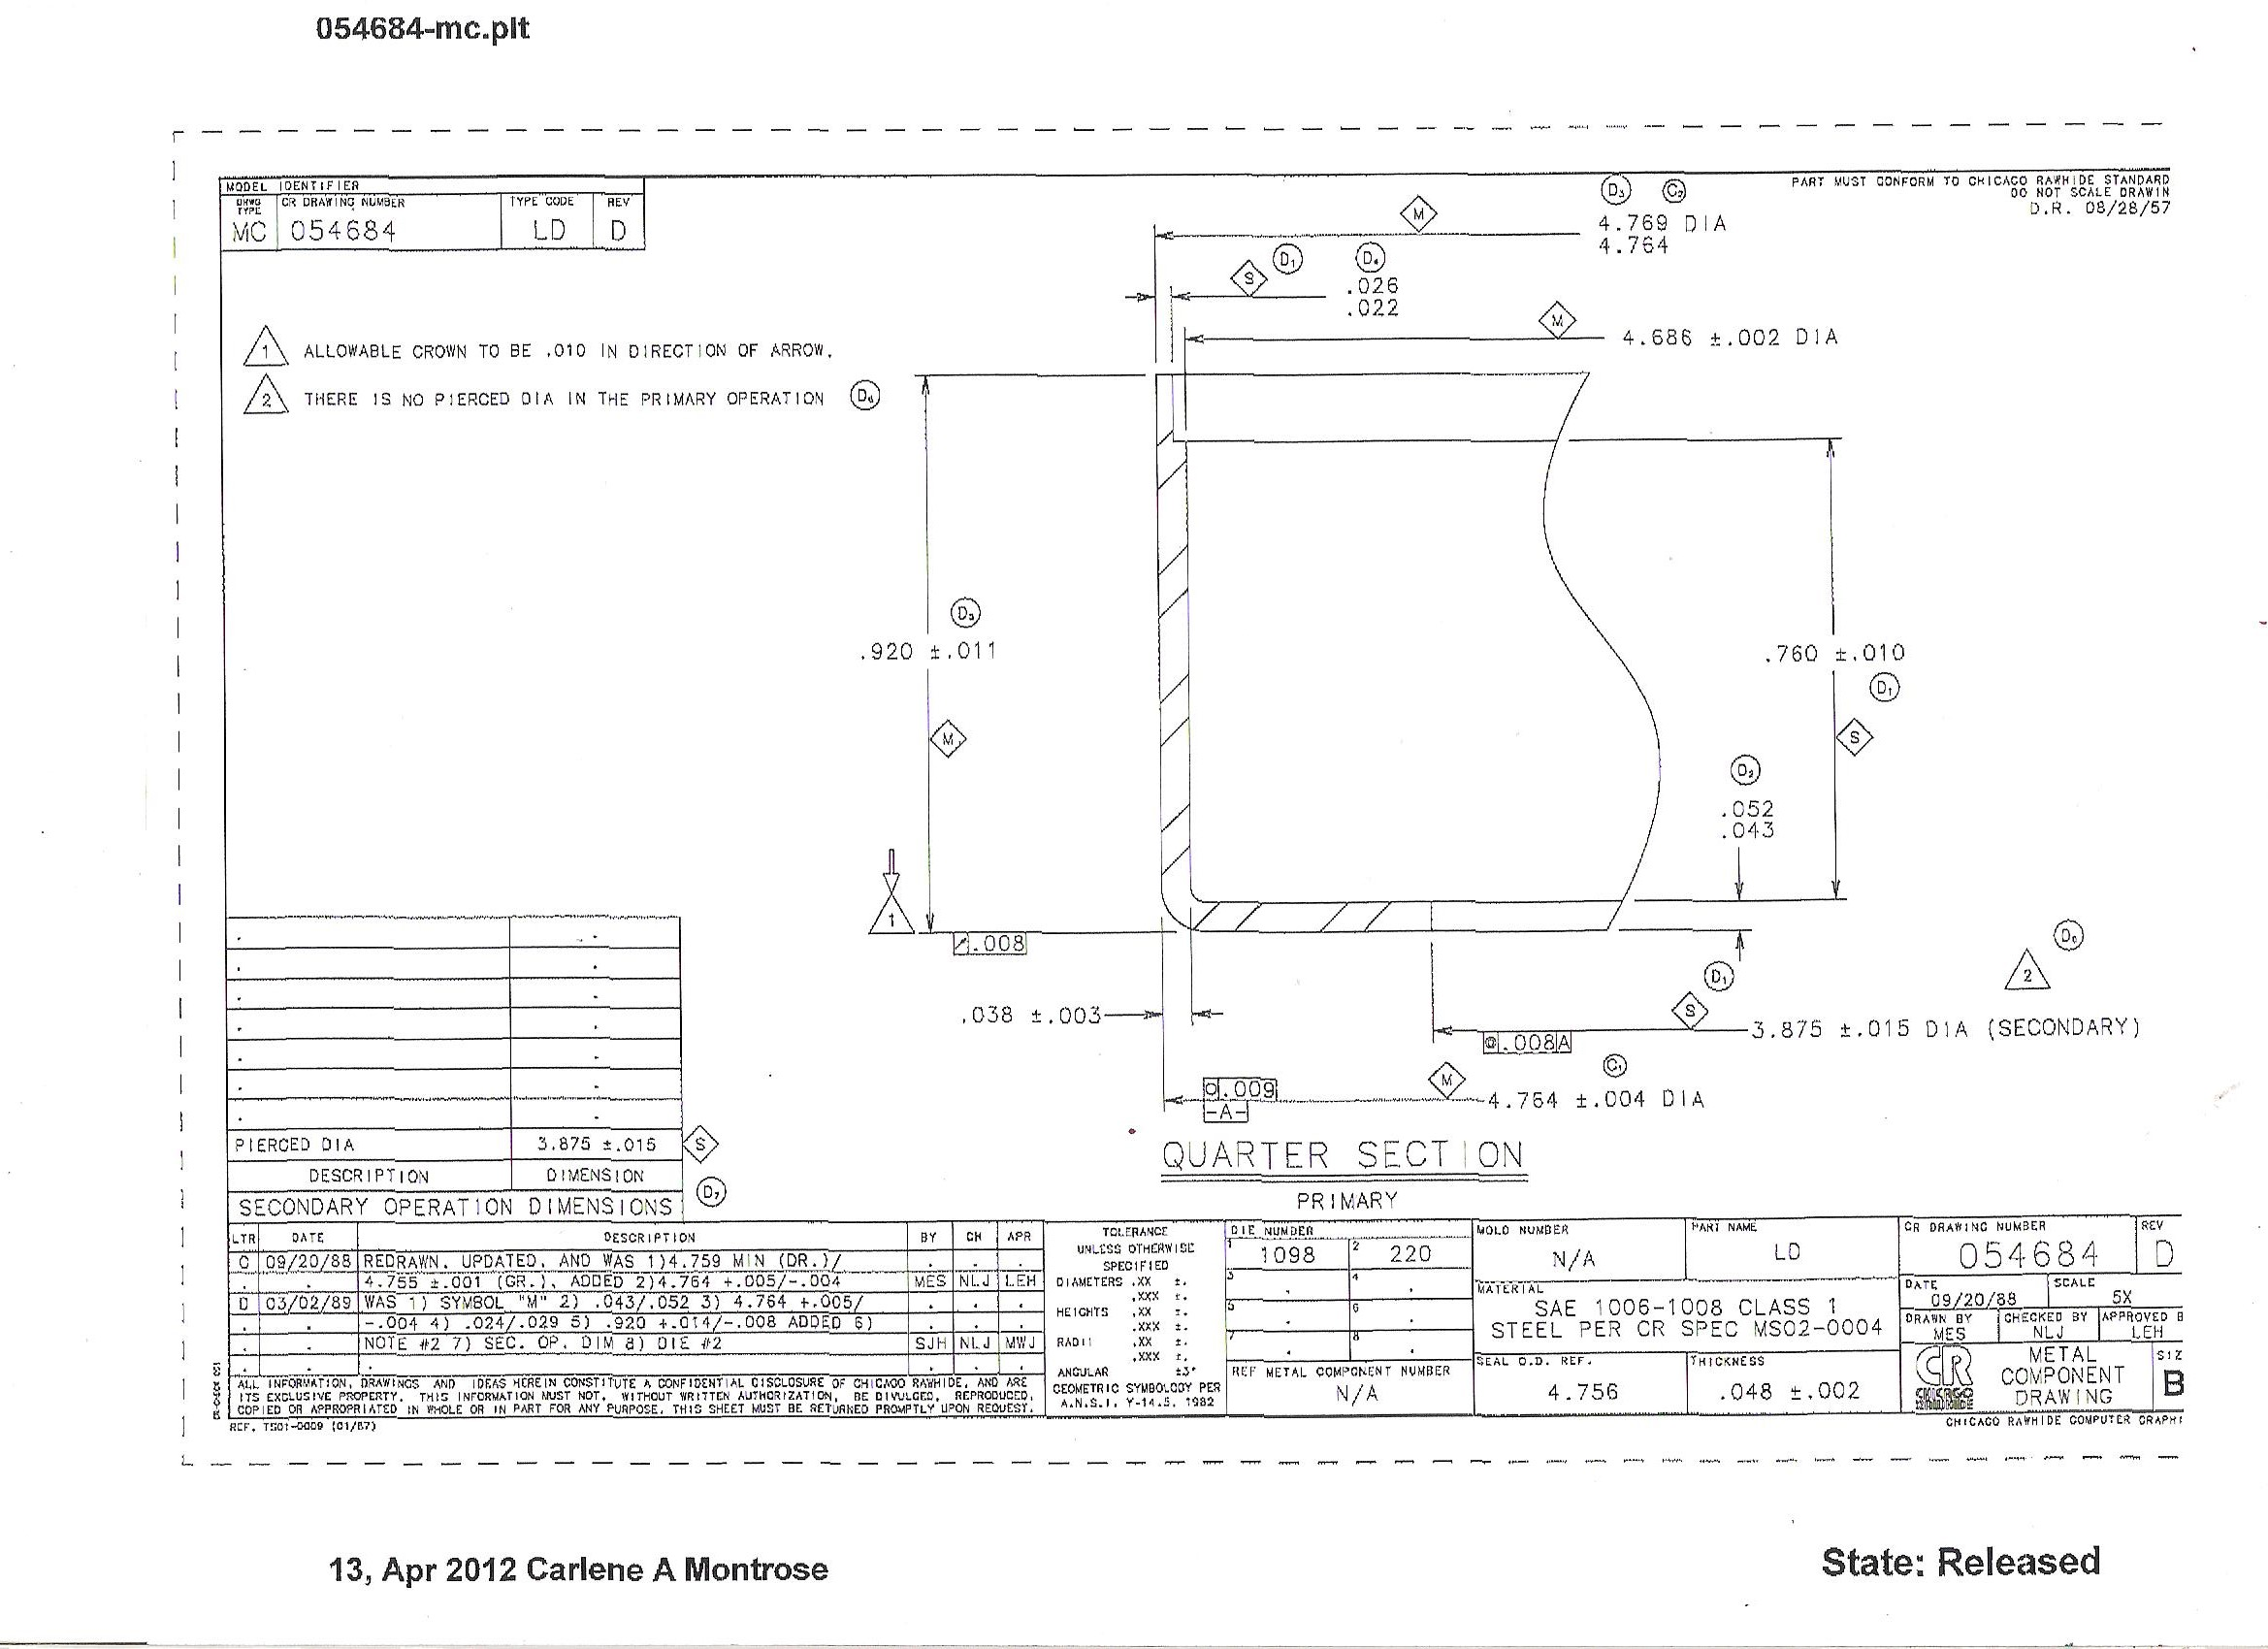 054684-mc.plt
MODEL IDENTIFIER
DRWG TYPE CR DRAWING NUMBER TYPE CODE REV
MC 054684 LD D
PART MUST CONFORM TO CHICAGO RAWHIDE STANDARD
DO NOT SCALE DRAWIN
D.R. 08/28/57
D3 C2
M 4.769 DIA
4.764
S D1 D4
.026
.022
M 4.686 ±.002 DIA
1 ALLOWABLE CROWN TO BE .010 IN DIRECTION OF ARROW.
2 THERE IS NO PIERCED DIA IN THE PRIMARY OPERATION D6
D5
.920 ±.011
M
.760 ±.010
D1
S
D2
.052
.043
1
.008
D1
2
.038 ±.003
S
3.875 ±.015 DIA (SECONDARY)
.008 A
C1
.009
-A-
M 4.764 ±.004 DIA
QUARTER SECTION
PRIMARY
PIERCED DIA 3.875 ±.015 S
DESCRIPTION DIMENSION
SECONDARY OPERATION DIMENSIONS D7
LTR DATE DESCRIPTION BY CH APR
C 09/20/88 REDRAWN, UPDATED, AND WAS 1)4.759 MIN (DR.)/
4.755 ±.001 (GR.), ADDED 2)4.764 +.005/-.004 MES NLJ LEH
D 03/02/89 WAS 1) SYMBOL "M" 2) .043/.052 3) 4.764 +.005/
-.004 4) .024/.029 5) .920 +.014/-.008 ADDED 6)
NOTE #2 7) SEC. OP. DIM 8) DIE #2 SJH NLJ MWJ
ALL INFORMATION, DRAWINGS AND IDEAS HEREIN CONSTITUTE A CONFIDENTIAL DISCLOSURE OF CHICAGO RAWHIDE, AND ARE
ITS EXCLUSIVE PROPERTY. THIS INFORMATION MUST NOT, WITHOUT WRITTEN AUTHORIZATION, BE DIVULGED, REPRODUCED,
COPIED OR APPROPRIATED IN WHOLE OR IN PART FOR ANY PURPOSE. THIS SHEET MUST BE RETURNED PROMPTLY UPON REQUEST.
REF. TS01-0009 (01/87)
TOLERANCE
UNLESS OTHERWISE
SPECIFIED
DIAMETERS .XX ±.
.XXX ±.
HEIGHTS .XX ±.
.XXX ±.
RADII .XX ±.
.XXX ±.
ANGULAR ±3°
GEOMETRIC SYMBOLOGY PER
A.N.S.I. Y-14.5, 1982
DIE NUMBER
1 1098 2 220
3 4
5 6
7 8
REF METAL COMPONENT NUMBER
N/A
MOLD NUMBER
N/A
PART NAME
LD
MATERIAL
SAE 1006-1008 CLASS 1
STEEL PER CR SPEC MS02-0004
SEAL O.D. REF.
4.756
THICKNESS
.048 ±.002
CR DRAWING NUMBER REV
054684 D
DATE SCALE
09/20/88 5X
DRAWN BY CHECKED BY APPROVED B
MES NLJ LEH
CR
CHICAGO RAWHIDE
METAL
COMPONENT
DRAWING
SIZ
B
CHICAGO RAWHIDE COMPUTER GRAPHI
13, Apr 2012 Carlene A Montrose
State: Released